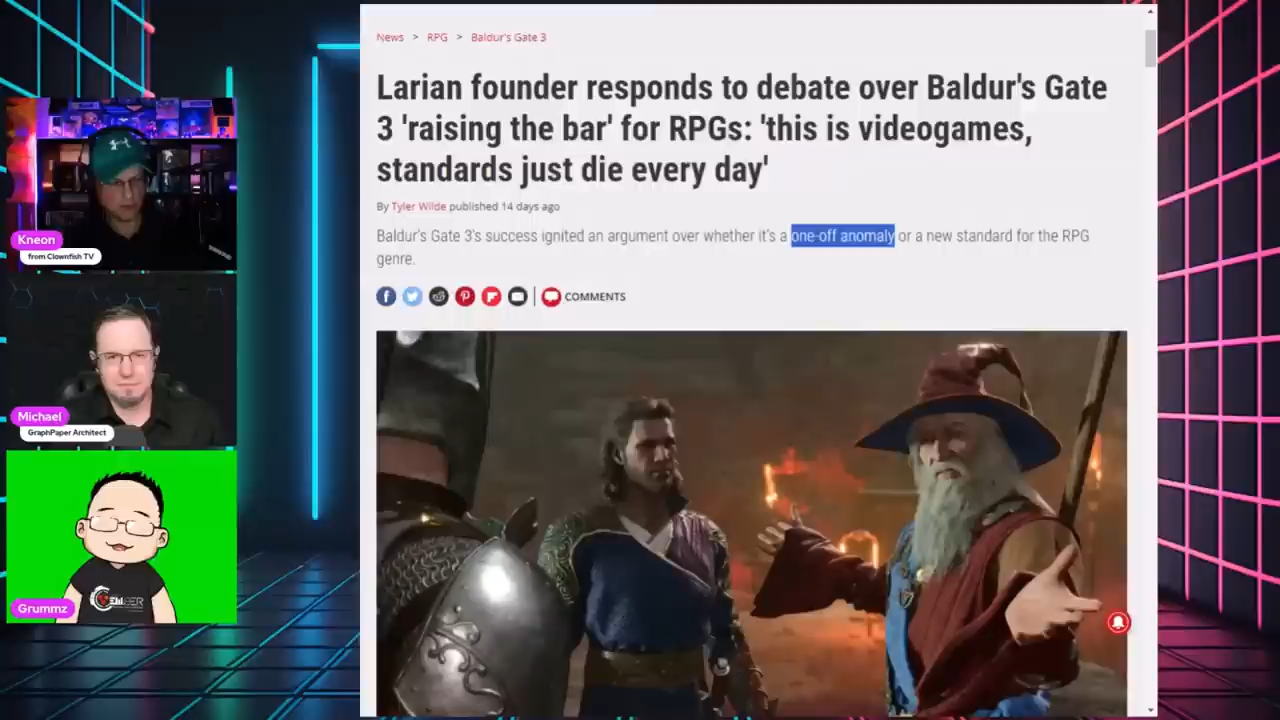 News > RPG > Baldur's Gate 3
Larian founder responds to debate over Baldur's Gate
3 'raising the bar' for RPGs: 'this is videogames,
standards just die every day'
By Tyler Wilde published 14 days ago
Baldur's Gate 3's success ignited an argument over whether it's a one-off anomaly or a new standard for the RPG
genre.
COMMENTS
Kneon
from Clownfish TV
Michael
GraphPaper Architect
Grummz